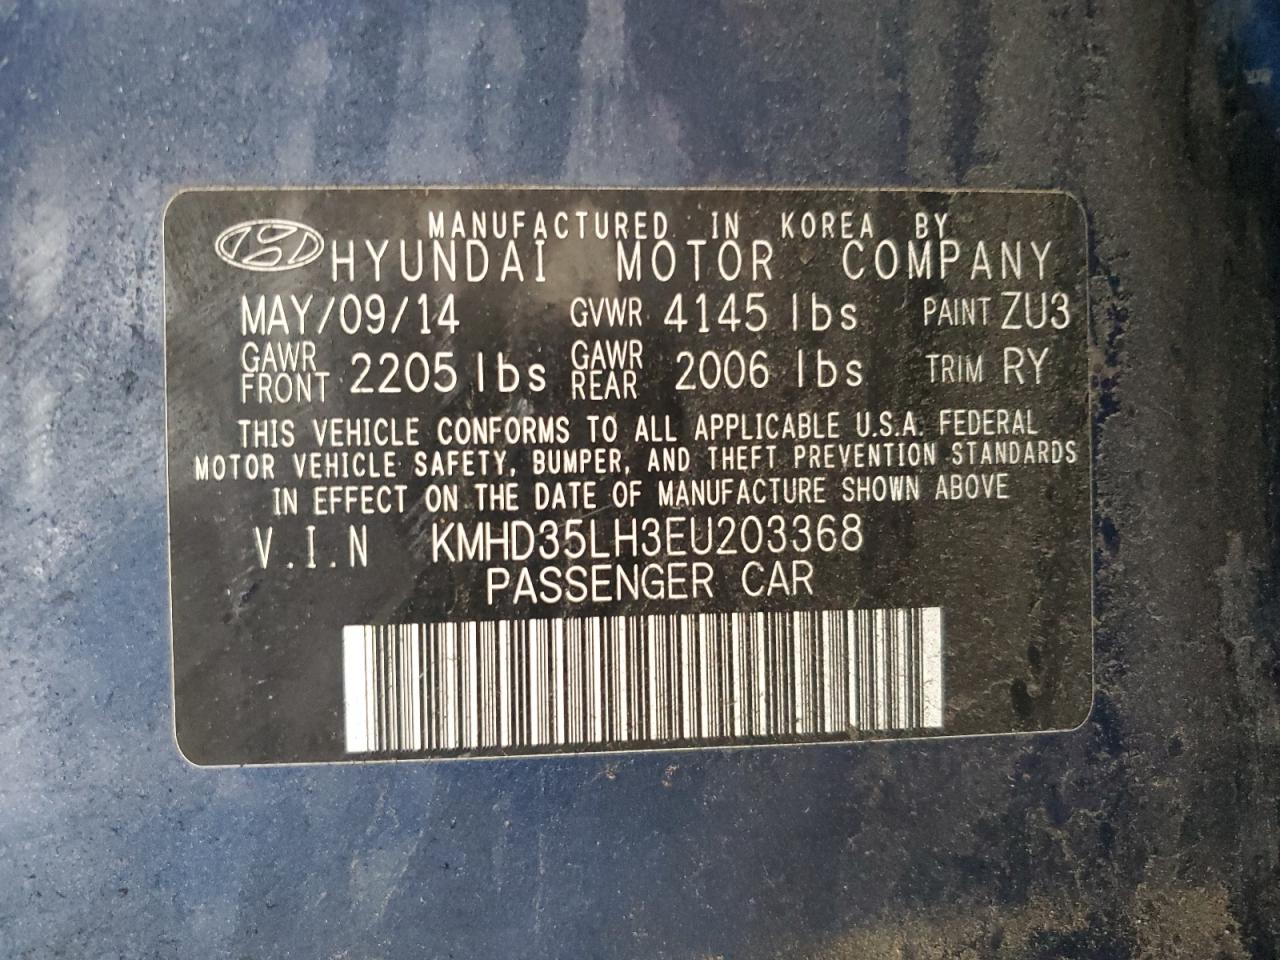 MANUFACTURED IN KOREA BY
HYUNDAI MOTOR COMPANY
MAY/09/14 GVWR 4145 lbs PAINT ZU3
GAWR FRONT 2205 lbs GAWR REAR 2006 lbs TRIM RY
THIS VEHICLE CONFORMS TO ALL APPLICABLE U.S.A. FEDERAL
MOTOR VEHICLE SAFETY, BUMPER, AND THEFT PREVENTION STANDARDS
IN EFFECT ON THE DATE OF MANUFACTURE SHOWN ABOVE
V.I.N KMHD35LH3EU203368
PASSENGER CAR